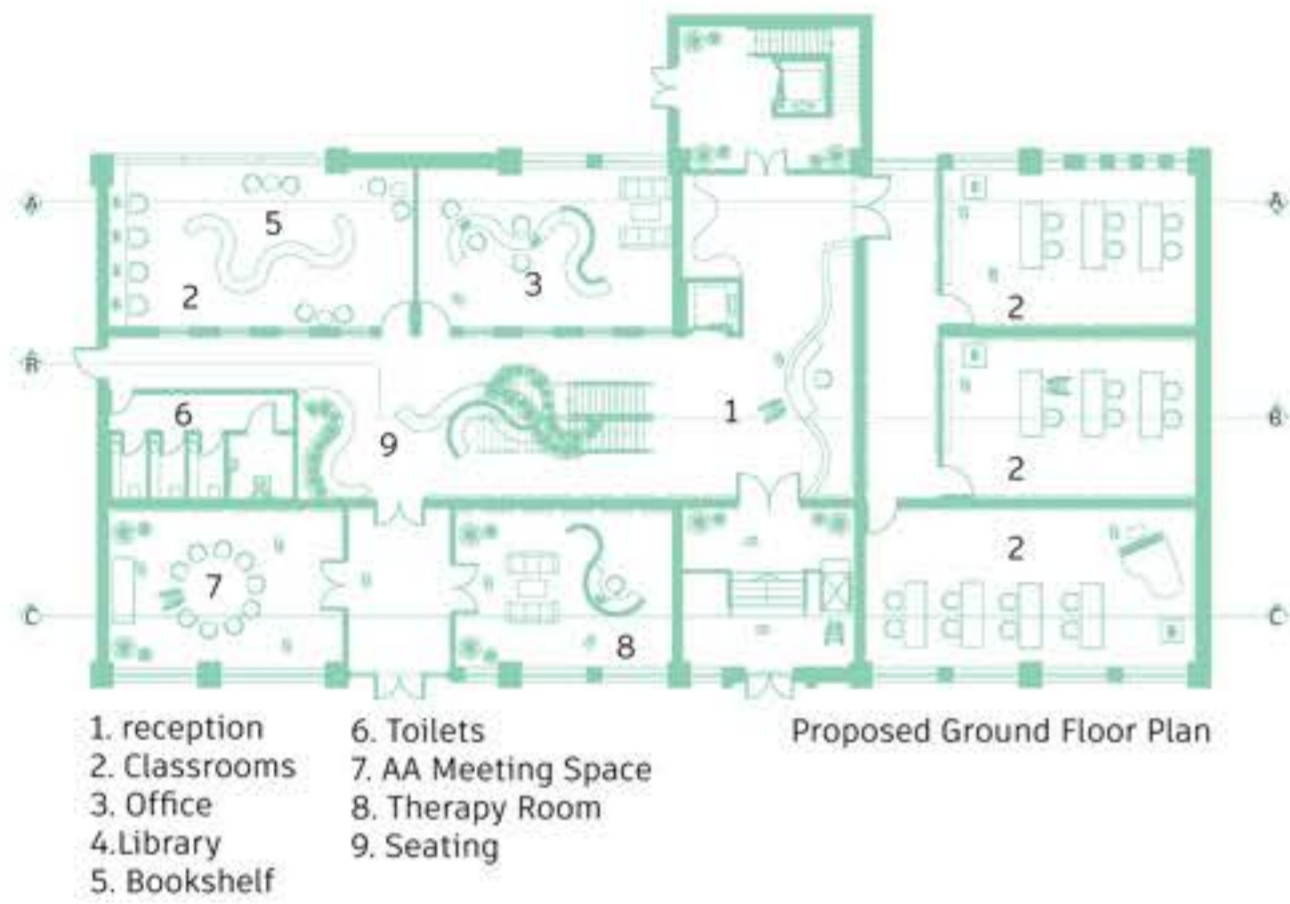 A
A
5
3
2
2
B
6
1
B
9
2
2
7
C
C
8
1. reception
2. Classrooms
3. Office
4.Library
5. Bookshelf
6. Toilets
7. AA Meeting Space
8. Therapy Room
9. Seating
Proposed Ground Floor Plan